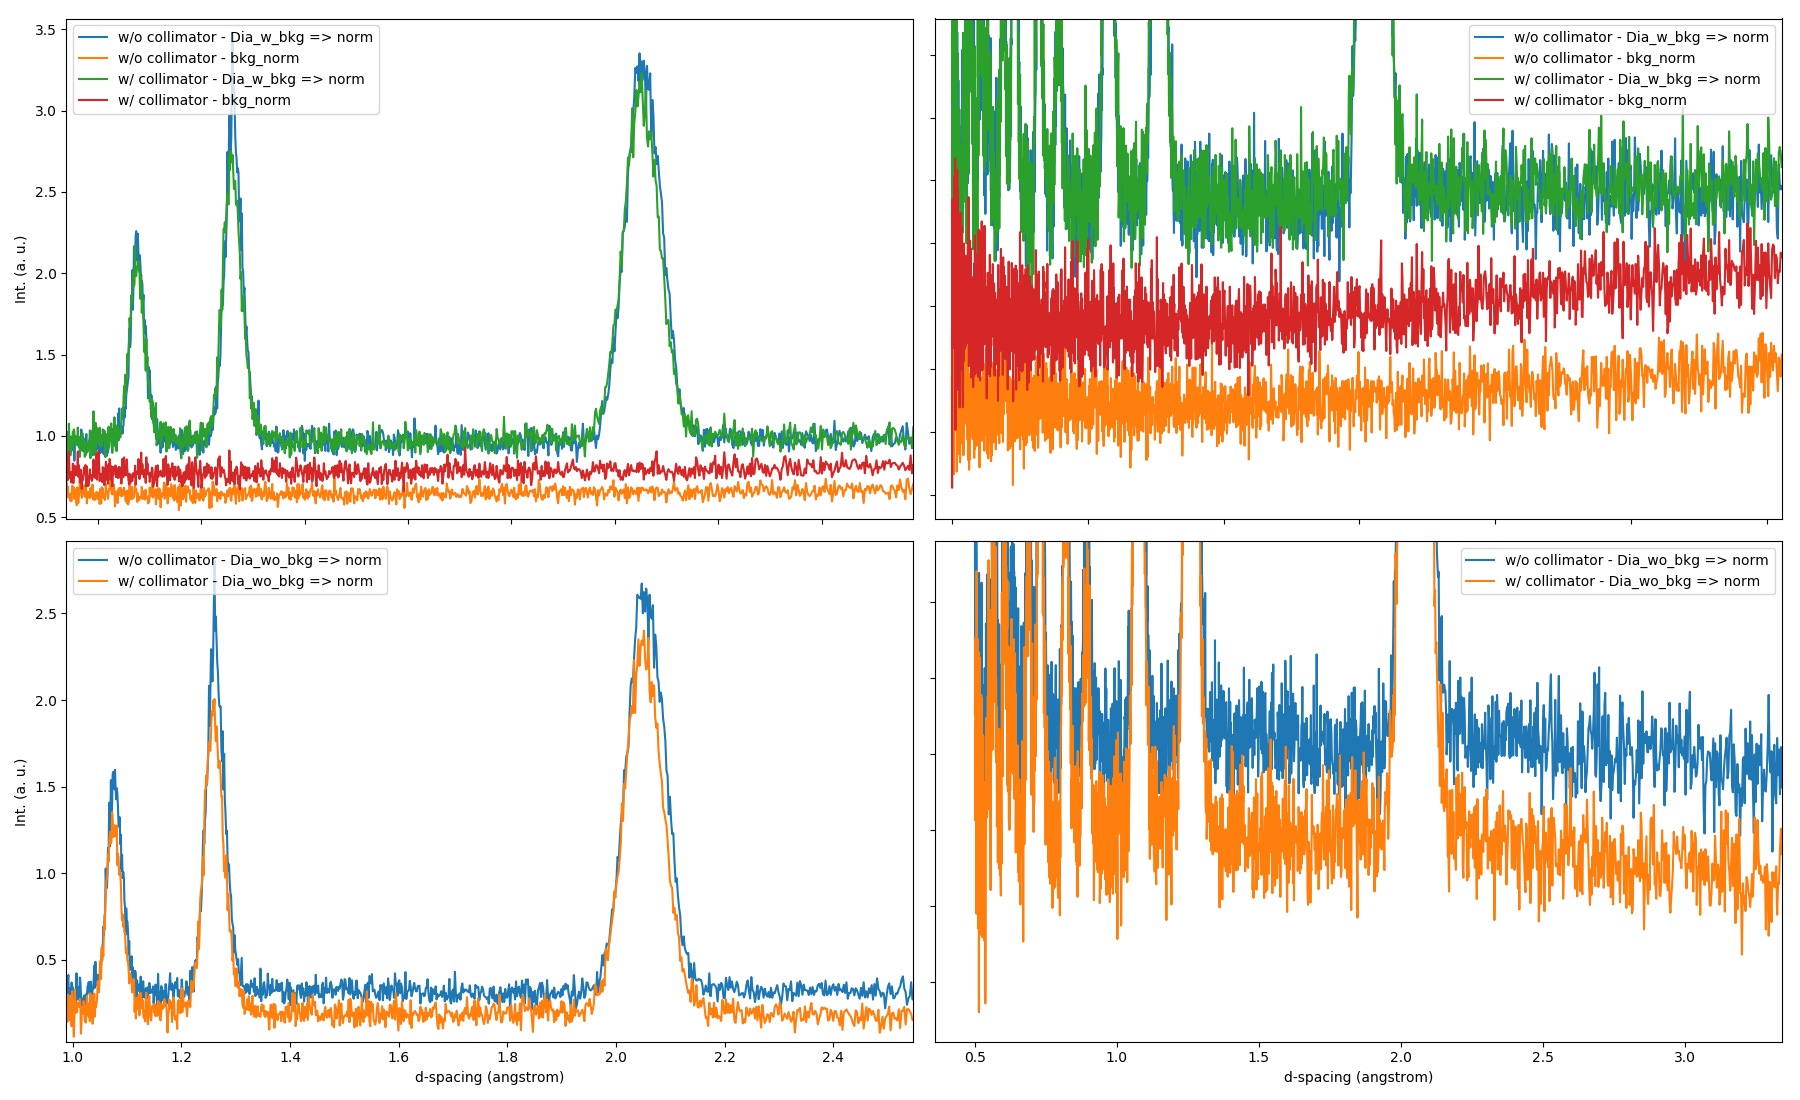 w/o collimator - Dia_w_bkg => norm
w/o collimator - bkg_norm
w/ collimator - Dia_w_bkg => norm
w/ collimator - bkg_norm
3.5
3.0
2.5
2.0
1.5
1.0
0.5
Int. (a. u.)
w/o collimator - Dia_w_bkg => norm
w/o collimator - bkg_norm
w/ collimator - Dia_w_bkg => norm
w/ collimator - bkg_norm
w/o collimator - Dia_wo_bkg => norm
w/ collimator - Dia_wo_bkg => norm
2.5
2.0
1.5
1.0
0.5
Int. (a. u.)
1.0 1.2 1.4 1.6 1.8 2.0 2.2 2.4
d-spacing (angstrom)
w/o collimator - Dia_wo_bkg => norm
w/ collimator - Dia_wo_bkg => norm
0.5 1.0 1.5 2.0 2.5 3.0
d-spacing (angstrom)